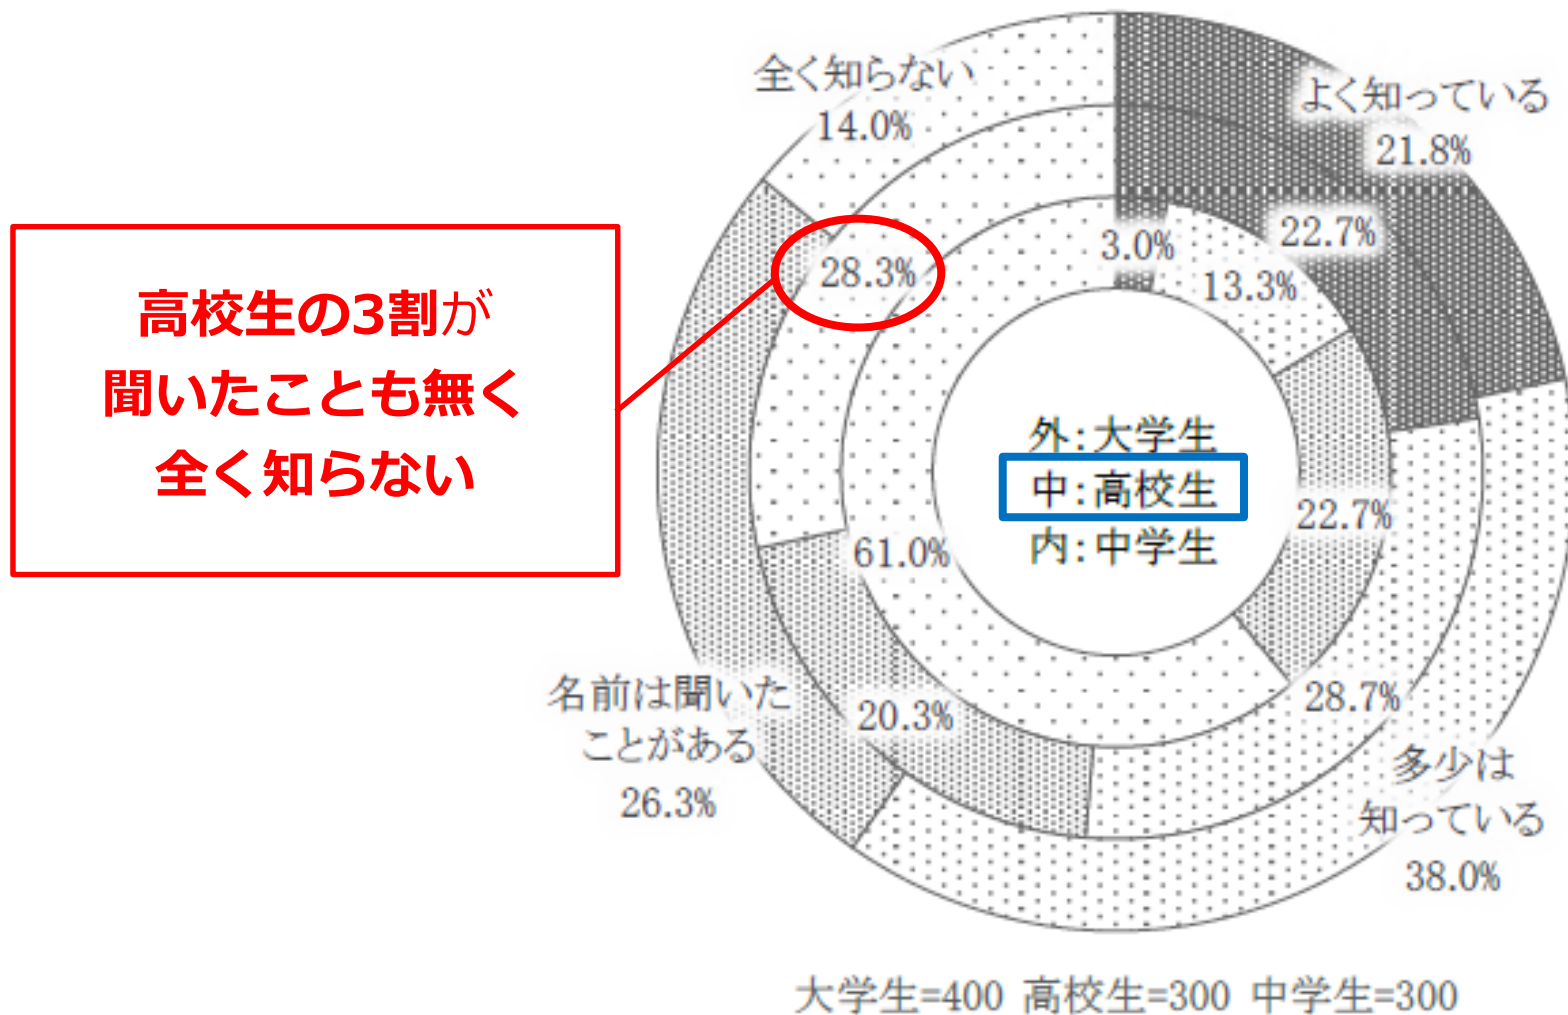 全く知らない
14.0%
よく知っている
21.8%
22.7%
3.0%
13.3%
28.3%
高校生の3割が
聞いたことも無く
全く知らない
外:大学生
中:高校生
内:中学生
22.7%
61.0%
名前は聞いた
ことがある
26.3%
20.3%
28.7%
多少は
知っている
38.0%
大学生=400 高校生=300 中学生=300